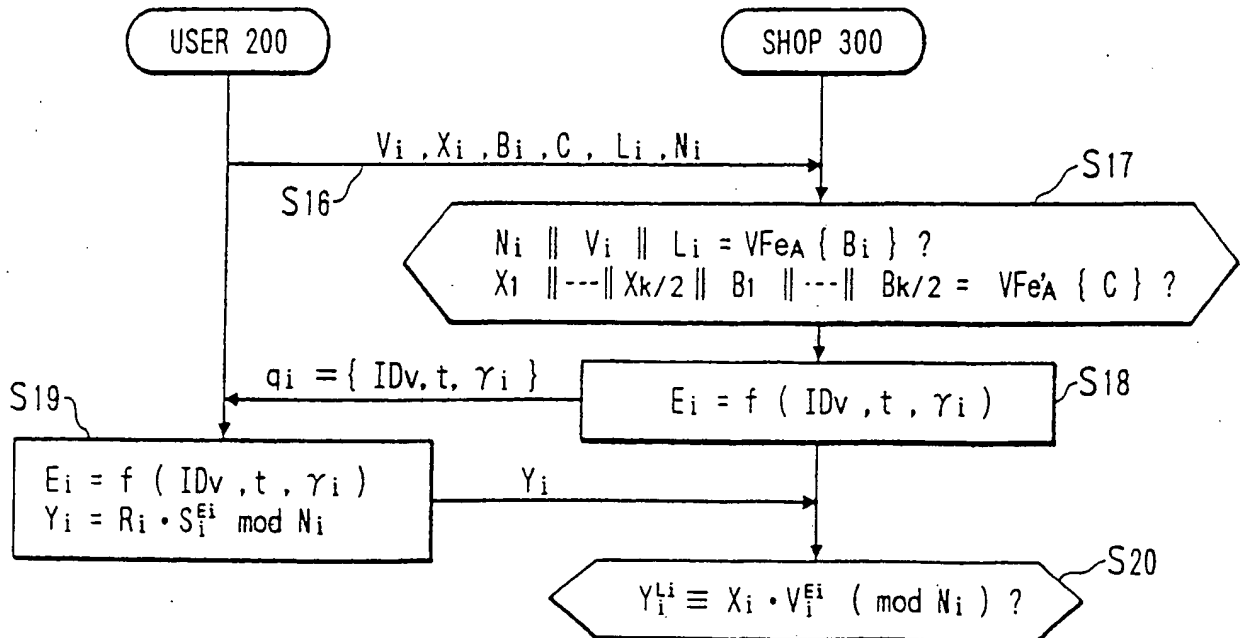 USER 200
SHOP 300
Vi , Xi , Bi , C , Li , Ni
S16
S17
Ni ‖ Vi ‖ Li = VFeA { Bi } ?
X1 ‖---‖ Xk/2 ‖ B1 ‖---‖ Bk/2 = VFe'A { C } ?
qi = { IDv, t, γi }
S18
Ei = f ( IDv , t , γi )
S19
Ei = f ( IDv , t , γi )
Yi = Ri · Si^Ei mod Ni
Yi
S20
Yi^Li ≡ Xi · Vi^Ei ( mod Ni ) ?